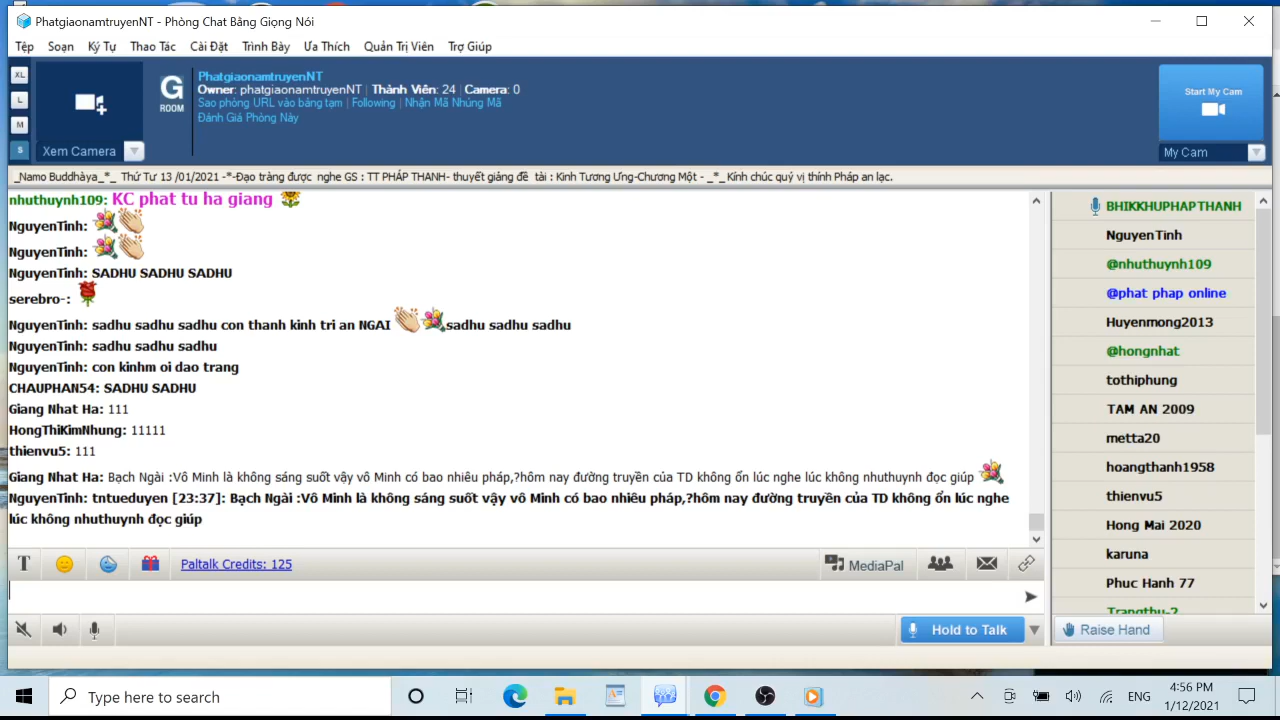 PhatgiaonamtruyenNT - Phòng Chat Bằng Giọng Nói
Tệp Soạn Ký Tự Thao Tác Cài Đặt Trình Bày Ưa Thích Quản Trị Viên Trợ Giúp
XL
L
M
S
Xem Camera
G
ROOM
PhatgiaonamtruyenNT
Owner: phatgiaonamtruyenNT | Thành Viên: 24 | Camera: 0
Sao phòng URL vào bảng tạm | Following | Nhận Mã Nhúng Mã
Đánh Giá Phòng Này
Start My Cam
My Cam
_Namo Buddhàya_*_ Thứ Tư 13 /01/2021 -*-Đạo tràng được nghe GS : TT PHÁP THANH- thuyết giảng đề tài : Kinh Tương Ưng-Chương Một - _*_Kính chúc quý vị thính Pháp an lạc.
nhuthuynh109: KC phat tu ha giang
NguyenTinh:
NguyenTinh:
NguyenTinh: SADHU SADHU SADHU
serebro-:
NguyenTinh: sadhu sadhu sadhu con thanh kinh tri an NGAI sadhu sadhu sadhu
NguyenTinh: sadhu sadhu sadhu
NguyenTinh: con kinhm oi dao trang
CHAUPHAN54: SADHU SADHU
Giang Nhat Ha: 111
HongThiKimNhung: 11111
thienvu5: 111
Giang Nhat Ha: Bạch Ngài :Vô Minh là không sáng suốt vậy vô Minh có bao nhiêu pháp,?hôm nay đường truyền của TD không ổn lúc nghe lúc không nhuthuynh đọc giúp
NguyenTinh: tntueduyen [23:37]: Bạch Ngài :Vô Minh là không sáng suốt vậy vô Minh có bao nhiêu pháp,?hôm nay đường truyền của TD không ổn lúc nghe
lúc không nhuthuynh đọc giúp
BHIKKHUPHAPTHANH
NguyenTinh
@nhuthuynh109
@phat phap online
Huyenmong2013
@hongnhat
tothiphung
TAM AN 2009
metta20
hoangthanh1958
thienvu5
Hong Mai 2020
karuna
Phuc Hanh 77
Trangthu-2
T Paltalk Credits: 125 MediaPal
Hold to Talk
Raise Hand
Type here to search
ENG
4:56 PM
1/12/2021